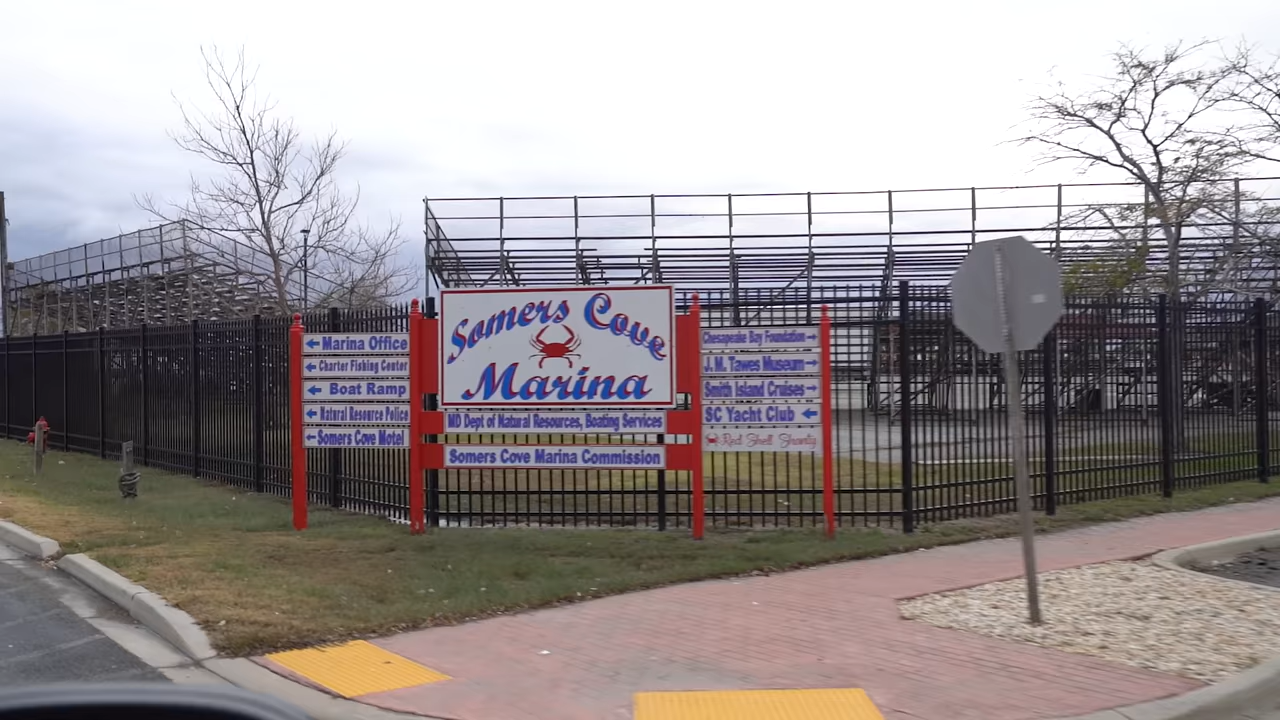 Somers Cove
Marina
MD Dept of Natural Resources, Boating Services
Somers Cove Marina Commission
← Marina Office
← Charter Fishing Center
← Boat Ramp
← Natural Resource Police
← Somers Cove Motel
Chesapeake Bay Foundation →
J. M. Tawes Museum →
Smith Island Cruises →
SC Yacht Club ←
Red Shell Shanty